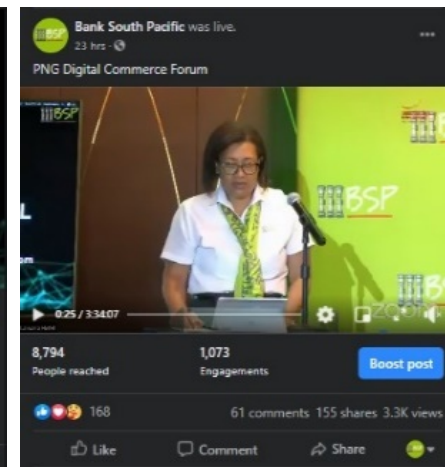 Bank South Pacific was live.
23 hrs
PNG Digital Commerce Forum
BSP
BSP
BSP
0:25 / 3:34:07
8,794
People reached
1,073
Engagements
Boost post
168
61 comments 155 shares 3.3K views
Like
Comment
Share